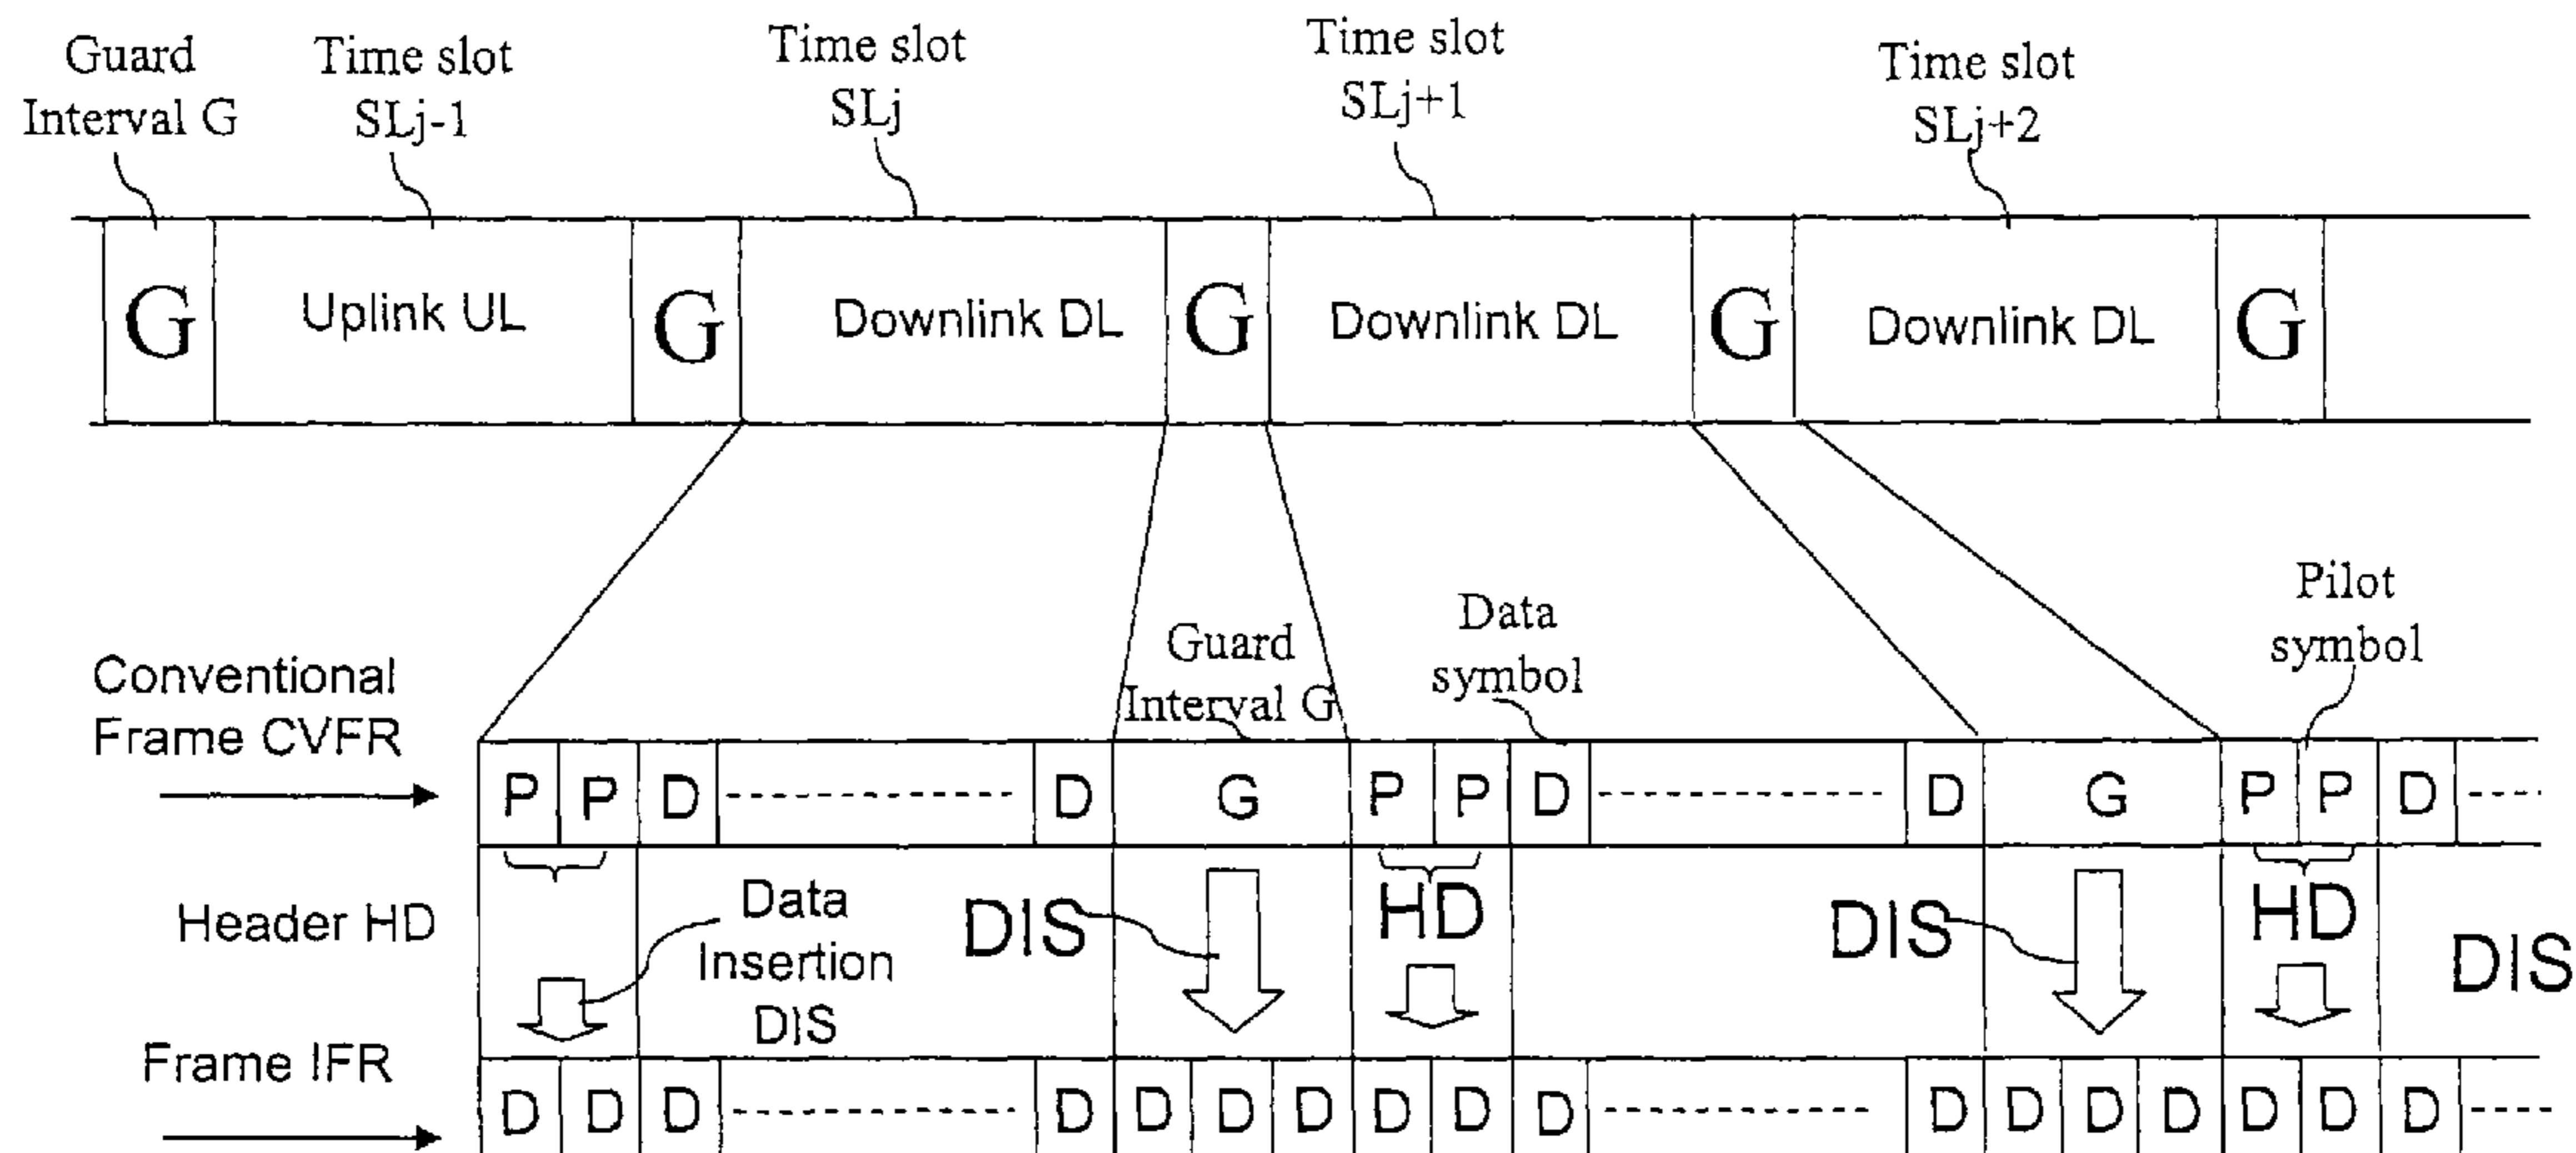 Guard
Interval G
Time slot
SLj-1
Time slot
SLj
Time slot
SLj+1
Time slot
SLj+2
G Uplink UL G Downlink DL G Downlink DL G Downlink DL G
Conventional
Frame CVFR
Guard
Interval G
Data
symbol
Pilot
symbol
P P D D G P P D D G P P D
Header HD
Data
Insertion
DIS
DIS
HD
DIS
HD
DIS
Frame IFR
D D D D D D D D D D D D D D D D D